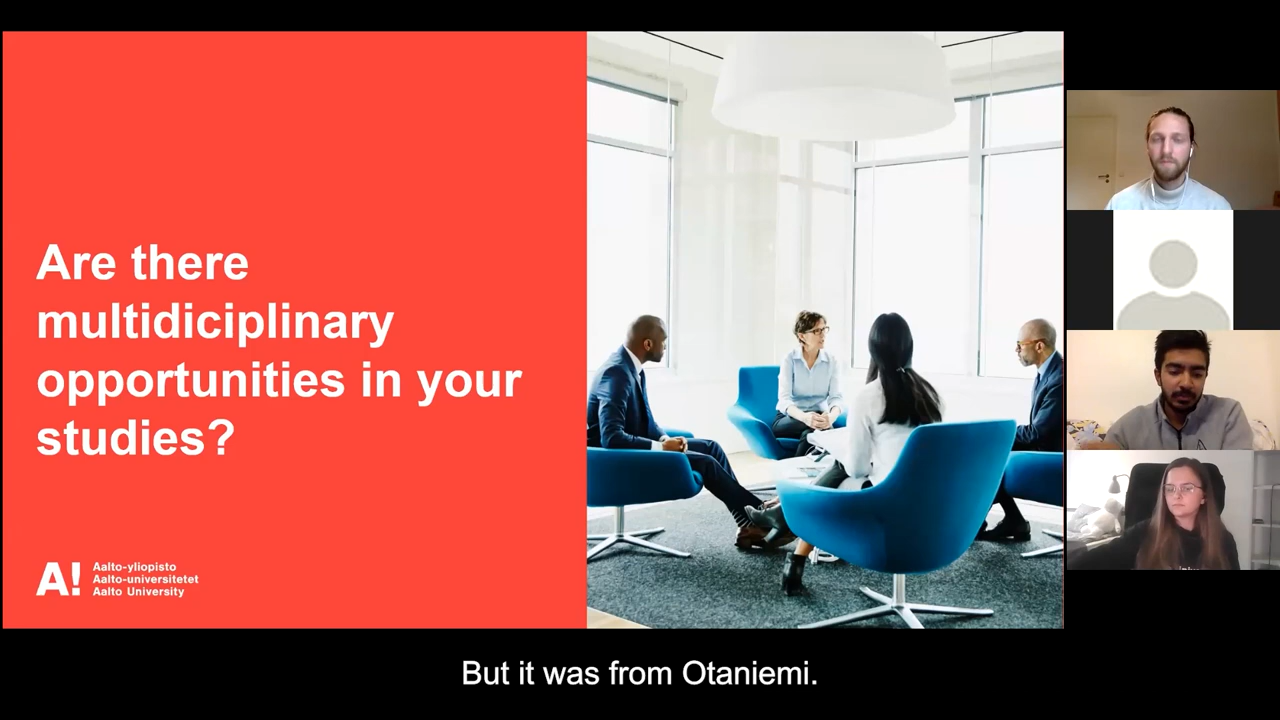 Are there
multidiciplinary
opportunities in your
studies?
A!
Aalto-yliopisto
Aalto-universitetet
Aalto University
But it was from Otaniemi.